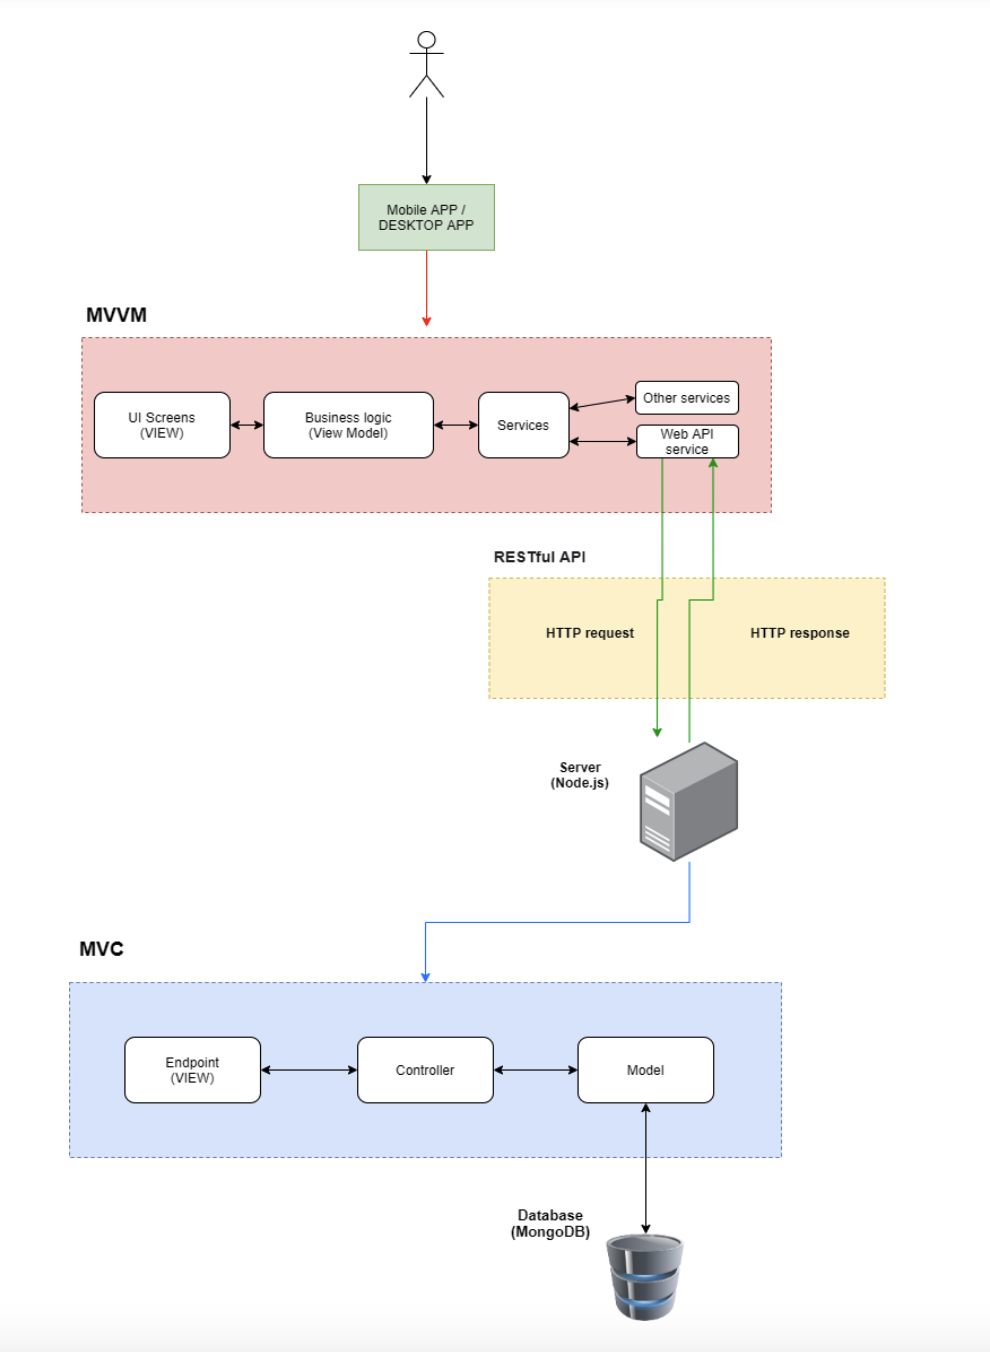 Mobile APP /
DESKTOP APP
MVVM
UI Screens
(VIEW)
Business logic
(View Model)
Services
Other services
Web API
service
RESTful API
HTTP request
HTTP response
Server
(Node.js)
MVC
Endpoint
(VIEW)
Controller
Model
Database
(MongoDB)